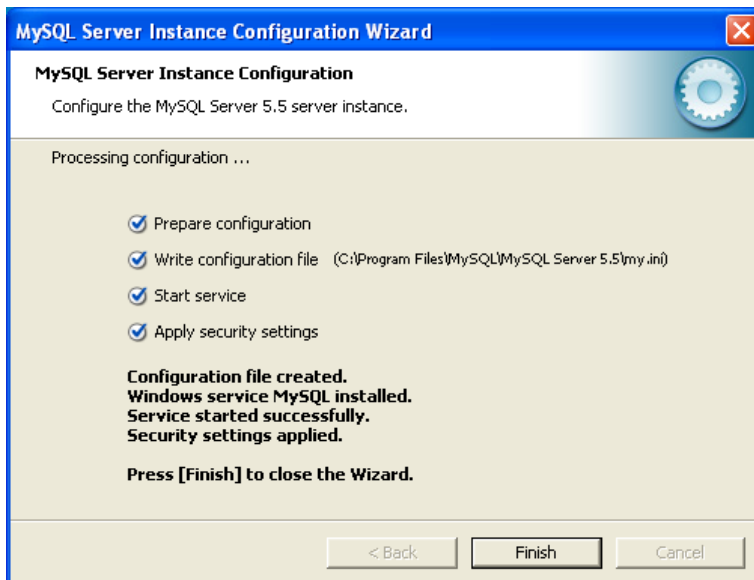 MySQL Server Instance Configuration Wizard
MySQL Server Instance Configuration
Configure the MySQL Server 5.5 server instance.
Processing configuration ...
Prepare configuration
Write configuration file (C:\Program Files\MySQL\MySQL Server 5.5\my.ini)
Start service
Apply security settings
Configuration file created.
Windows service MySQL installed.
Service started successfully.
Security settings applied.
Press [Finish] to close the Wizard.
< Back Finish Cancel